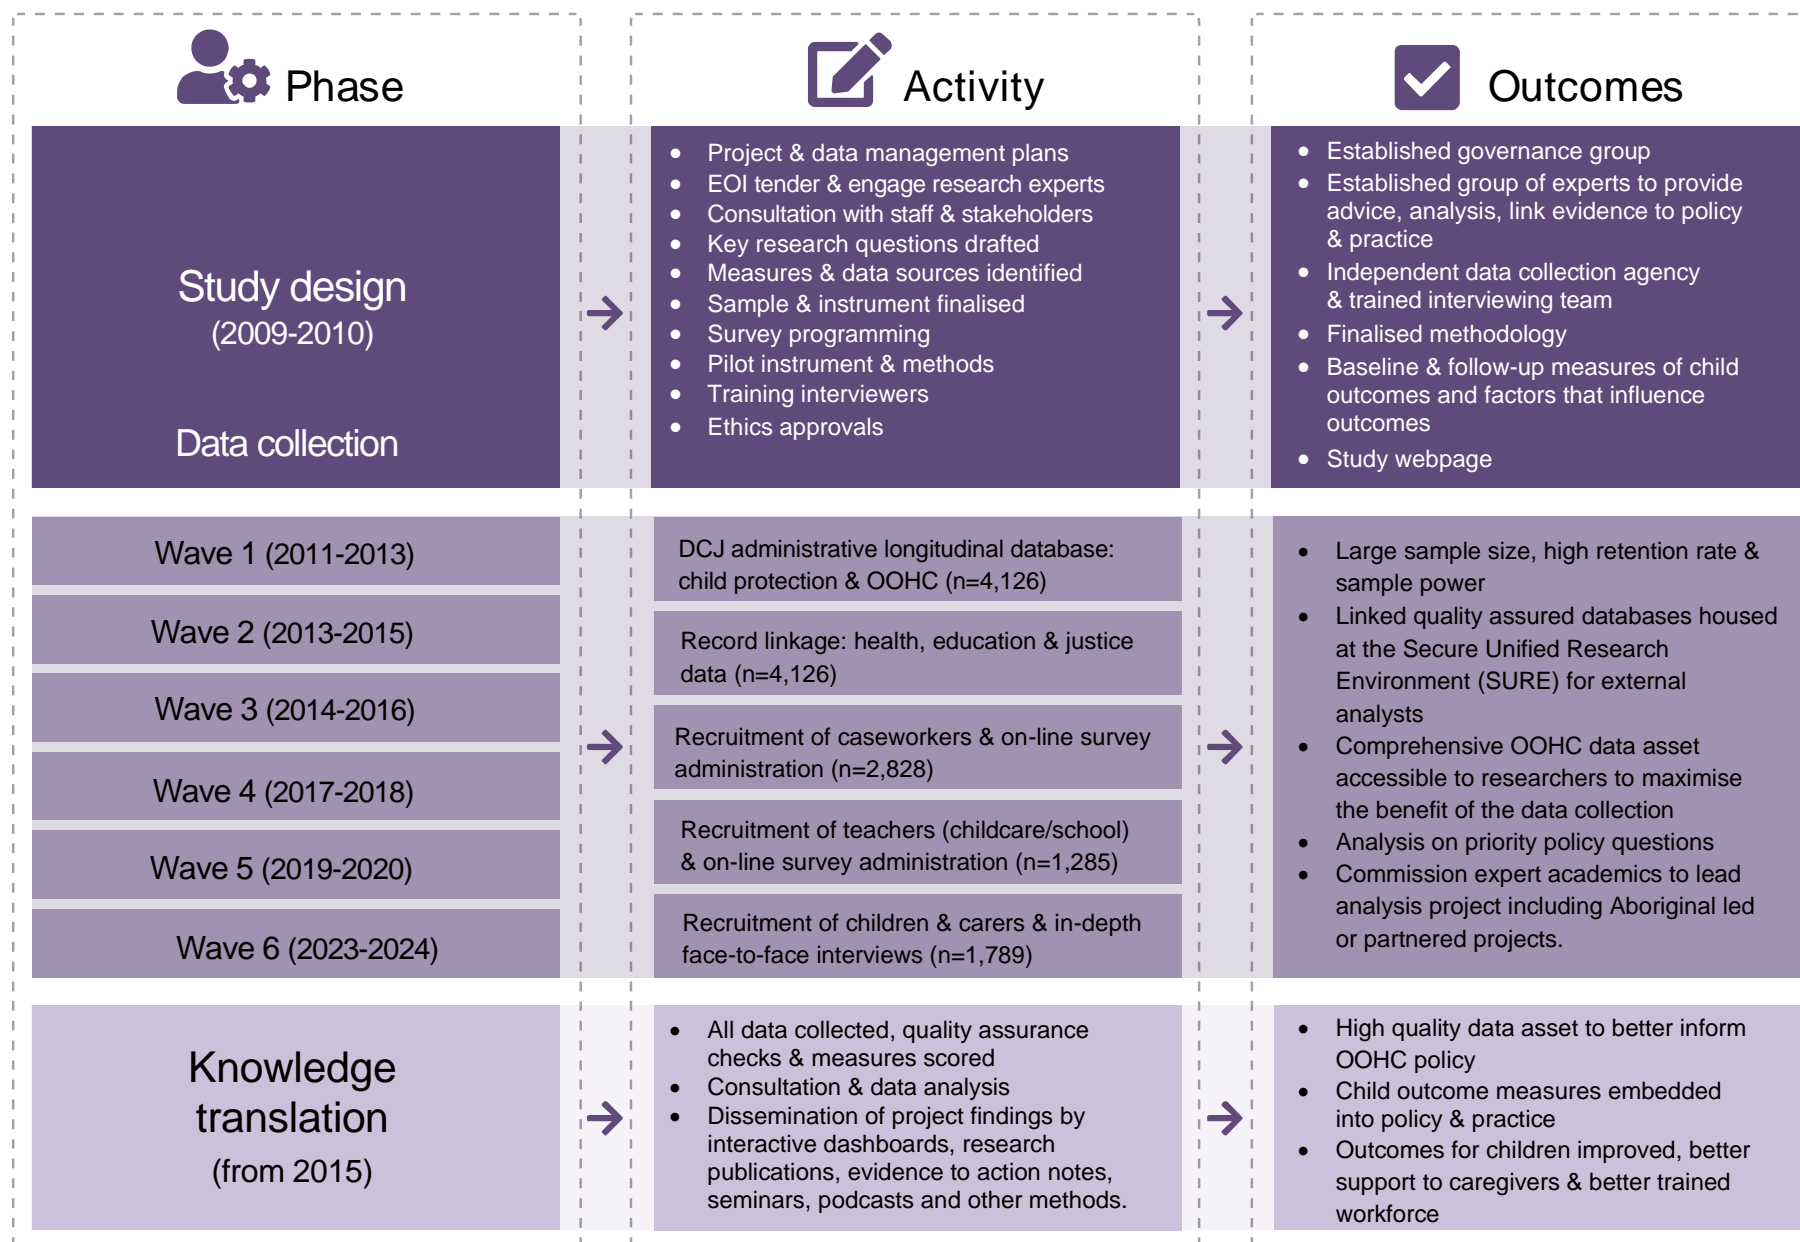 Phase
Activity
Outcomes
Study design
(2009-2010)
Data collection
• Project & data management plans
• EOI tender & engage research experts
• Consultation with staff & stakeholders
• Key research questions drafted
• Measures & data sources identified
• Sample & instrument finalised
• Survey programming
• Pilot instrument & methods
• Training interviewers
• Ethics approvals
• Established governance group
• Established group of experts to provide
advice, analysis, link evidence to policy
& practice
• Independent data collection agency
& trained interviewing team
• Finalised methodology
• Baseline & follow-up measures of child
outcomes and factors that influence
outcomes
• Study webpage
Wave 1 (2011-2013)
Wave 2 (2013-2015)
Wave 3 (2014-2016)
Wave 4 (2017-2018)
Wave 5 (2019-2020)
Wave 6 (2023-2024)
DCJ administrative longitudinal database:
child protection & OOHC (n=4,126)
Record linkage: health, education & justice
data (n=4,126)
Recruitment of caseworkers & on-line survey
administration (n=2,828)
Recruitment of teachers (childcare/school)
& on-line survey administration (n=1,285)
Recruitment of children & carers & in-depth
face-to-face interviews (n=1,789)
• Large sample size, high retention rate &
sample power
• Linked quality assured databases housed
at the Secure Unified Research
Environment (SURE) for external
analysts
• Comprehensive OOHC data asset
accessible to researchers to maximise
the benefit of the data collection
• Analysis on priority policy questions
• Commission expert academics to lead
analysis project including Aboriginal led
or partnered projects.
Knowledge
translation
(from 2015)
• All data collected, quality assurance
checks & measures scored
• Consultation & data analysis
• Dissemination of project findings by
interactive dashboards, research
publications, evidence to action notes,
seminars, podcasts and other methods.
• High quality data asset to better inform
OOHC policy
• Child outcome measures embedded
into policy & practice
• Outcomes for children improved, better
support to caregivers & better trained
workforce